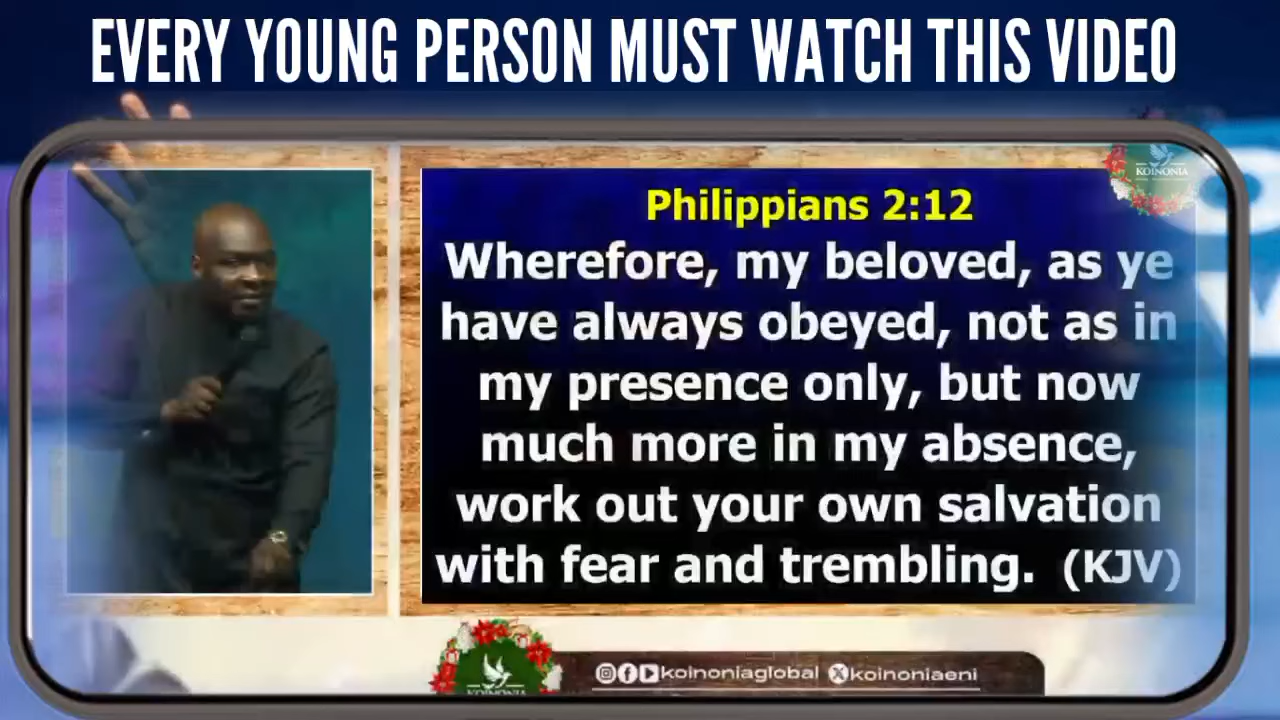 EVERY YOUNG PERSON MUST WATCH THIS VIDEO
KOINONIA
Philippians 2:12
Wherefore, my beloved, as ye
have always obeyed, not as in
my presence only, but now
much more in my absence,
work out your own salvation
with fear and trembling. (KJV)
KOINONIA
koinoniaglobal koinoniaeni